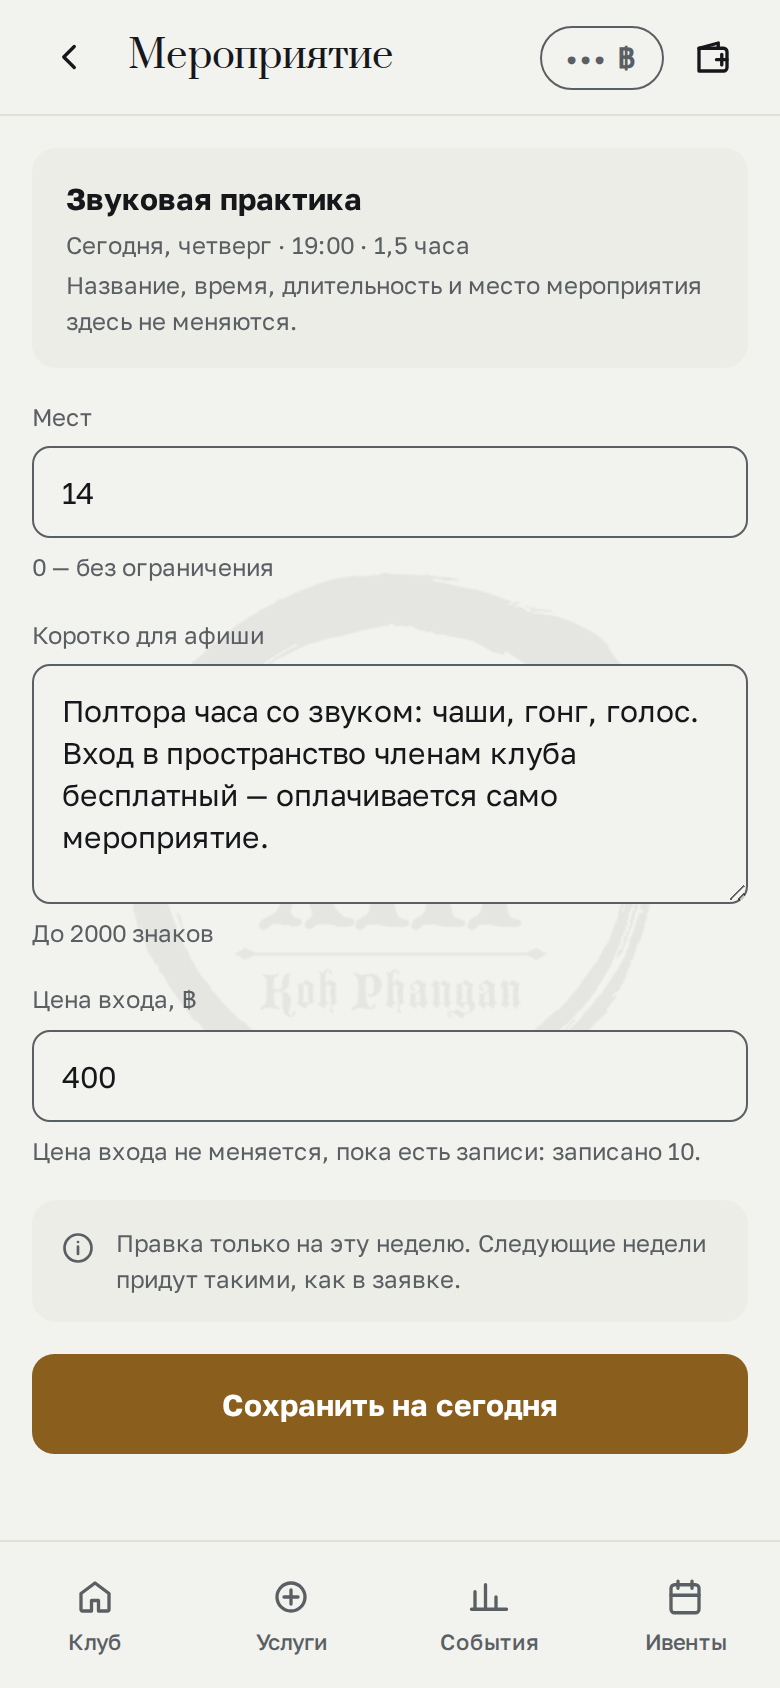 Мероприятие
••• ฿
Звуковая практика
Сегодня, четверг · 19:00 · 1,5 часа
Название, время, длительность и место мероприятия
здесь не меняются.
Мест
14
0 — без ограничения
Коротко для афиши
Полтора часа со звуком: чаши, гонг, голос.
Вход в пространство членам клуба
бесплатный — оплачивается само
мероприятие.
До 2000 знаков
Koh Phangan
Цена входа, ฿
400
Цена входа не меняется, пока есть записи: записано 10.
Правка только на эту неделю. Следующие недели
придут такими, как в заявке.
Сохранить на сегодня
Клуб
Услуги
События
Ивенты